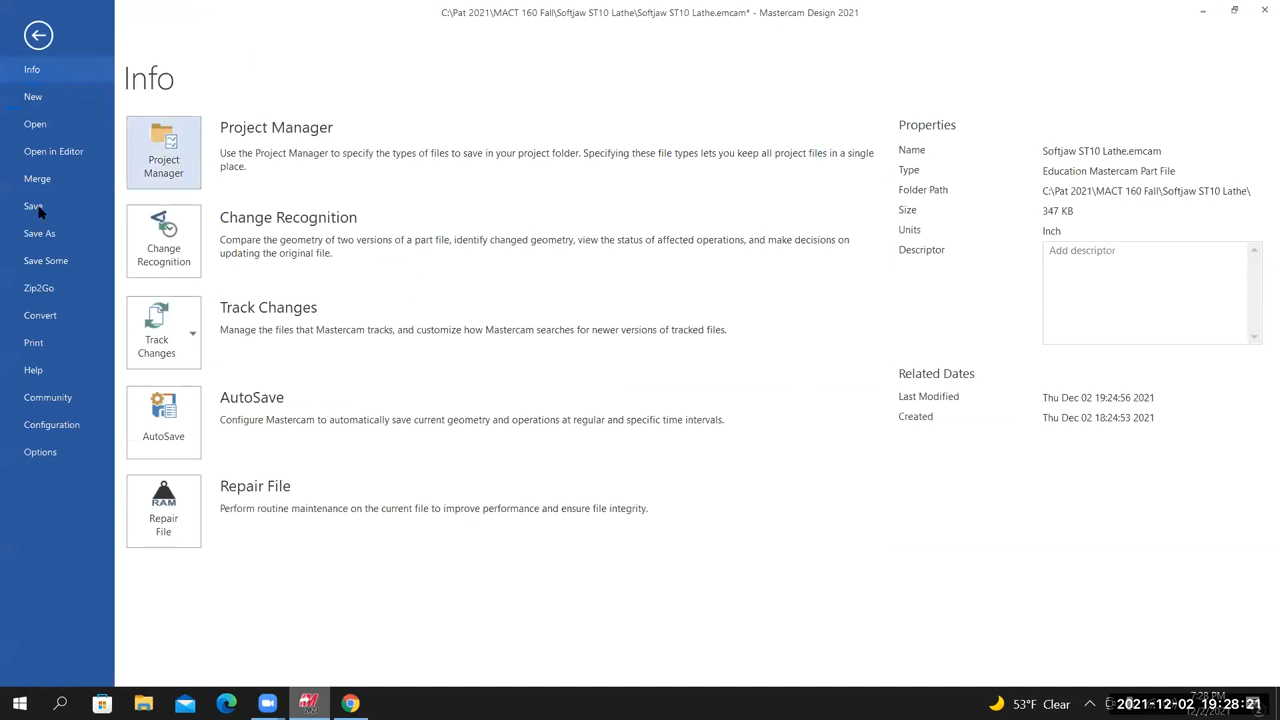 C:\Pat 2021\MACT 160 Fall\Softjaw ST10 Lathe\Softjaw ST10 Lathe.emcam* - Mastercam Design 2021
Info
New
Open
Open in Editor
Merge
Save
Save As
Save Some
Zip2Go
Convert
Print
Help
Community
Configuration
Options
Info
Project Manager
Project Manager
Use the Project Manager to specify the types of files to save in your project folder. Specifying these file types lets you keep all project files in a single
place.
Change Recognition
Change Recognition
Compare the geometry of two versions of a part file, identify changed geometry, view the status of affected operations, and make decisions on
updating the original file.
Track Changes
Track Changes
Manage the files that Mastercam tracks, and customize how Mastercam searches for newer versions of tracked files.
AutoSave
AutoSave
Configure Mastercam to automatically save current geometry and operations at regular and specific time intervals.
RAM
Repair File
Repair File
Perform routine maintenance on the current file to improve performance and ensure file integrity.
Properties
Name Softjaw ST10 Lathe.emcam
Type Education Mastercam Part File
Folder Path C:\Pat 2021\MACT 160 Fall\Softjaw ST10 Lathe\
Size 347 KB
Units Inch
Descriptor Add descriptor
Related Dates
Last Modified Thu Dec 02 19:24:56 2021
Created Thu Dec 02 18:24:53 2021
53°F Clear
7:28 PM
2021-12-02 19:28:21
12/2/2021